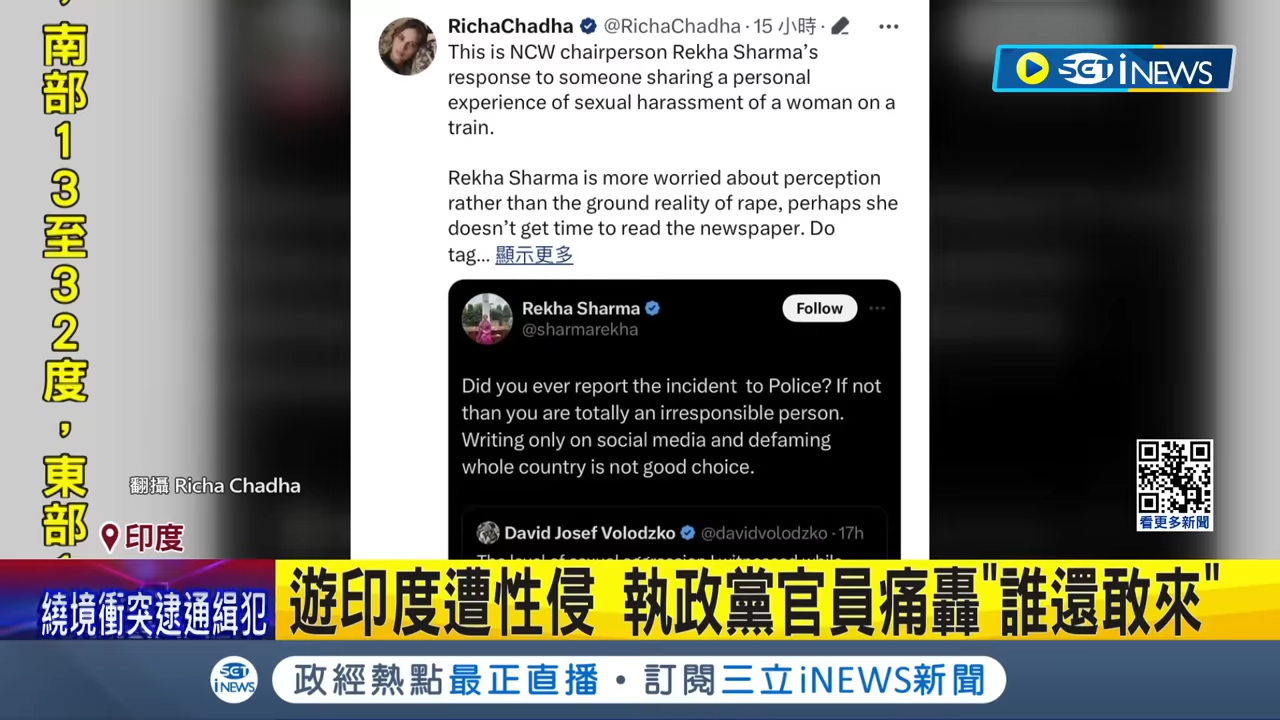 ，南部13至32度，東部
RichaChadha @RichaChadha · 15 小時 ·
This is NCW chairperson Rekha Sharma’s
response to someone sharing a personal
experience of sexual harassment of a woman on a
train.
Rekha Sharma is more worried about perception
rather than the ground reality of rape, perhaps she
doesn’t get time to read the newspaper. Do
tag... 顯示更多
Rekha Sharma
@sharmarekha
Follow
Did you ever report the incident to Police? If not
than you are totally an irresponsible person.
Writing only on social media and defaming
whole country is not good choice.
David Josef Volodzko @davidvolodzko · 17h
The level of sexual aggression I witnessed while
SET iNEWS
看更多新聞
翻攝 Richa Chadha
印度
繞境衝突逮通緝犯
遊印度遭性侵 執政黨官員痛轟"誰還敢來"
SET iNEWS
政經熱點最正直播・訂閱三立iNEWS新聞